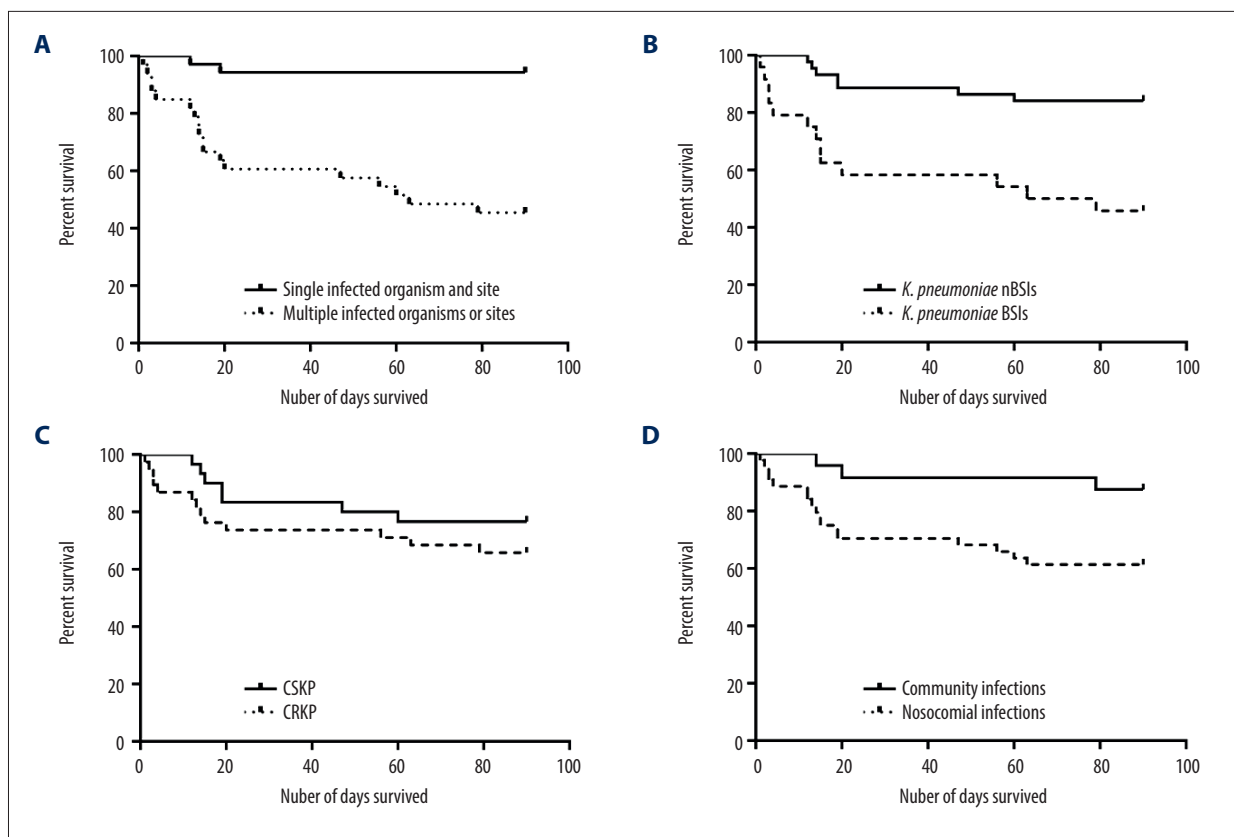 A
100
80
60
40
20
0
Percent survival
Single infected organism and site
Multiple infected organisms or sites
0 20 40 60 80 100
Nuber of days survived
B
100
80
60
40
20
0
Percent survival
K. pneumoniae nBSIs
K. pneumoniae BSIs
0 20 40 60 80 100
Nuber of days survived
C
100
80
60
40
20
0
Percent survival
CSKP
CRKP
0 20 40 60 80 100
Nuber of days survived
D
100
80
60
40
20
0
Percent survival
Community infections
Nosocomial infections
0 20 40 60 80 100
Nuber of days survived